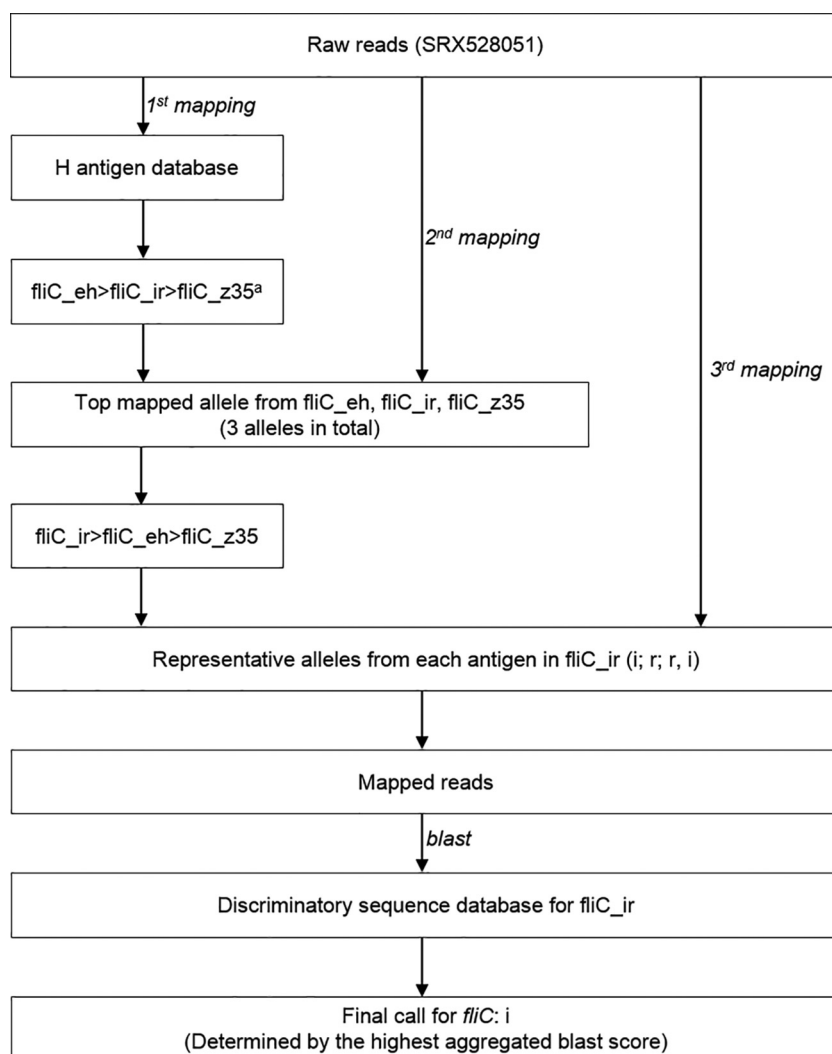 Raw reads (SRX528051)
1st mapping
H antigen database
2nd mapping
fliC_eh>fliC_ir>fliC_z35a
3rd mapping
Top mapped allele from fliC_eh, fliC_ir, fliC_z35
(3 alleles in total)
fliC_ir>fliC_eh>fliC_z35
Representative alleles from each antigen in fliC_ir (i; r; r, i)
Mapped reads
blast
Discriminatory sequence database for fliC_ir
Final call for fliC: i
(Determined by the highest aggregated blast score)